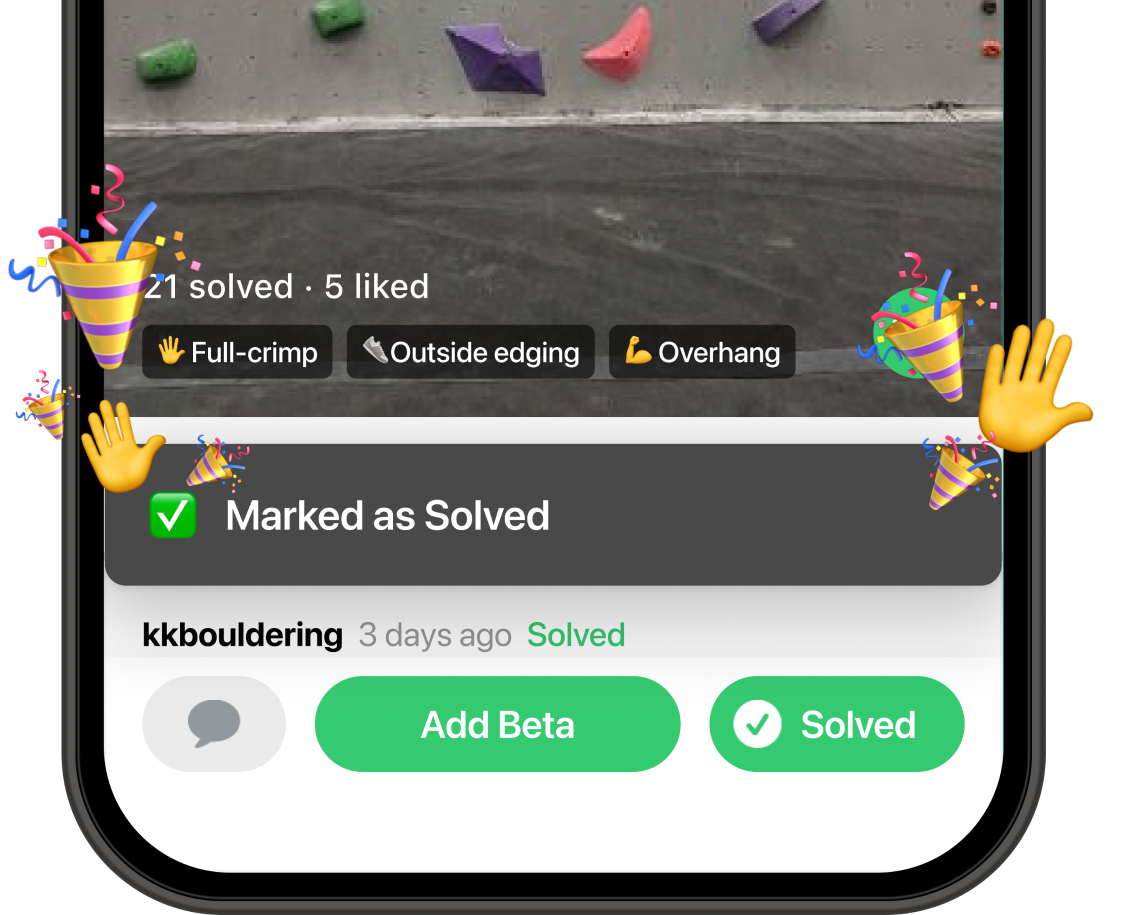 21 solved · 5 liked
🖐️ Full-crimp 👟 Outside edging 💪 Overhang
✅ Marked as Solved
kkbouldering 3 days ago Solved
Add Beta Solved